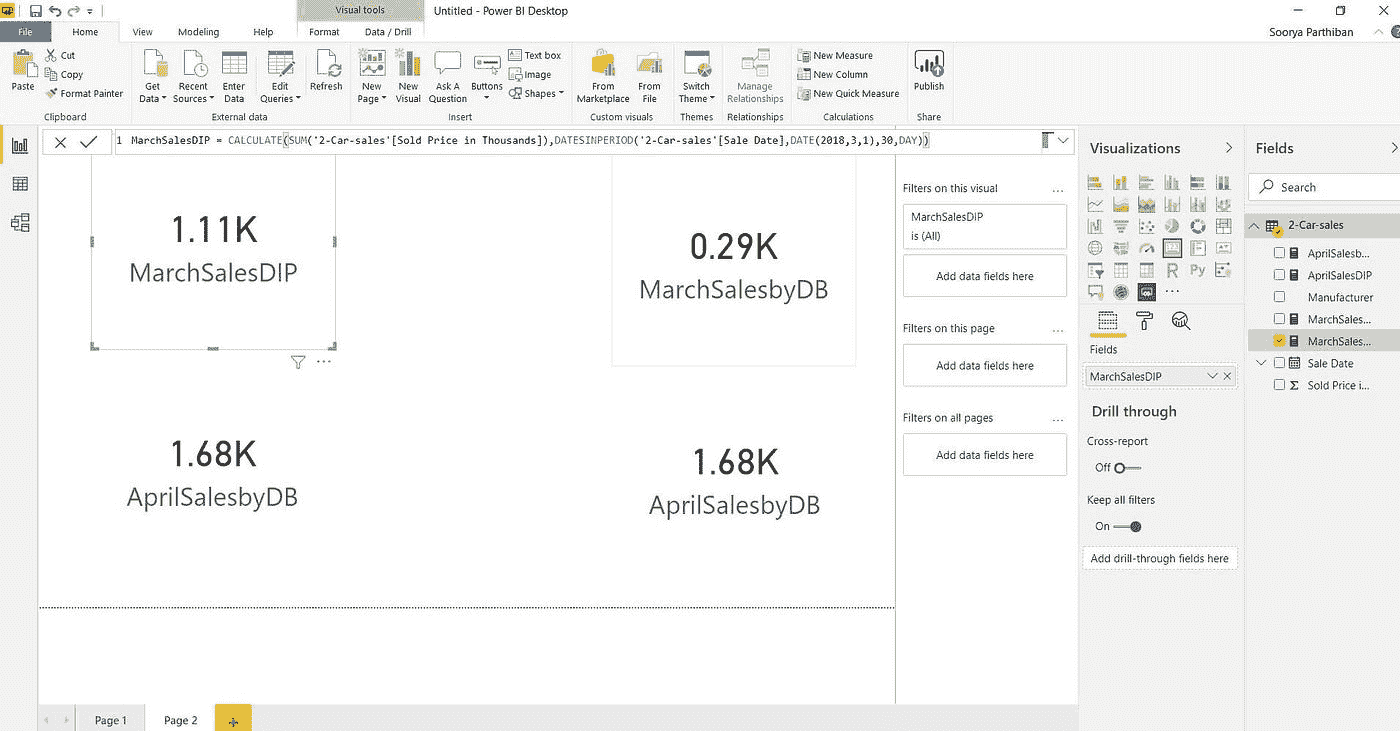 Visual tools
Untitled - Power BI Desktop
File
Home
View
Modeling
Help
Format
Data / Drill
Soorya Parthiban
Paste
Cut
Copy
Format Painter
Clipboard
Get Data
Recent Sources
Enter Data
Edit Queries
Refresh
External data
New Page
New Visual
Ask A Question
Buttons
Text box
Image
Shapes
Insert
From Marketplace
From File
Custom visuals
Switch Theme
Themes
Manage Relationships
Relationships
New Measure
New Column
New Quick Measure
Calculations
Publish
Share
1 MarchSalesDIP = CALCULATE(SUM('2-Car-sales'[Sold Price in Thousands]),DATESINPERIOD('2-Car-sales'[Sale Date],DATE(2018,3,1),30,DAY))
1.11K
MarchSalesDIP
0.29K
MarchSalesbyDB
1.68K
AprilSalesbyDB
1.68K
AprilSalesbyDB
Filters on this visual
...
MarchSalesDIP
is (All)
Add data fields here
Filters on this page
...
Add data fields here
Filters on all pages
...
Add data fields here
Visualizations
123
R
Py
...
Fields
MarchSalesDIP
Drill through
Cross-report
Off
Keep all filters
On
Add drill-through fields here
Fields
Search
2-Car-sales
AprilSalesb...
AprilSalesDIP
Manufacturer
MarchSales...
MarchSales...
Sale Date
Σ Sold Price i...
Page 1
Page 2
+